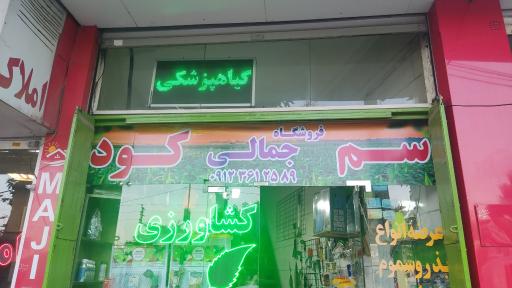 گیاهپزشکی
املاک
فروشگاه
سم جمالی کود
۰۹۱۲ ۳۶۱ ۲۵ ۸۹
MAJI
کشاورزی
عرضه انواع
بذر و سموم